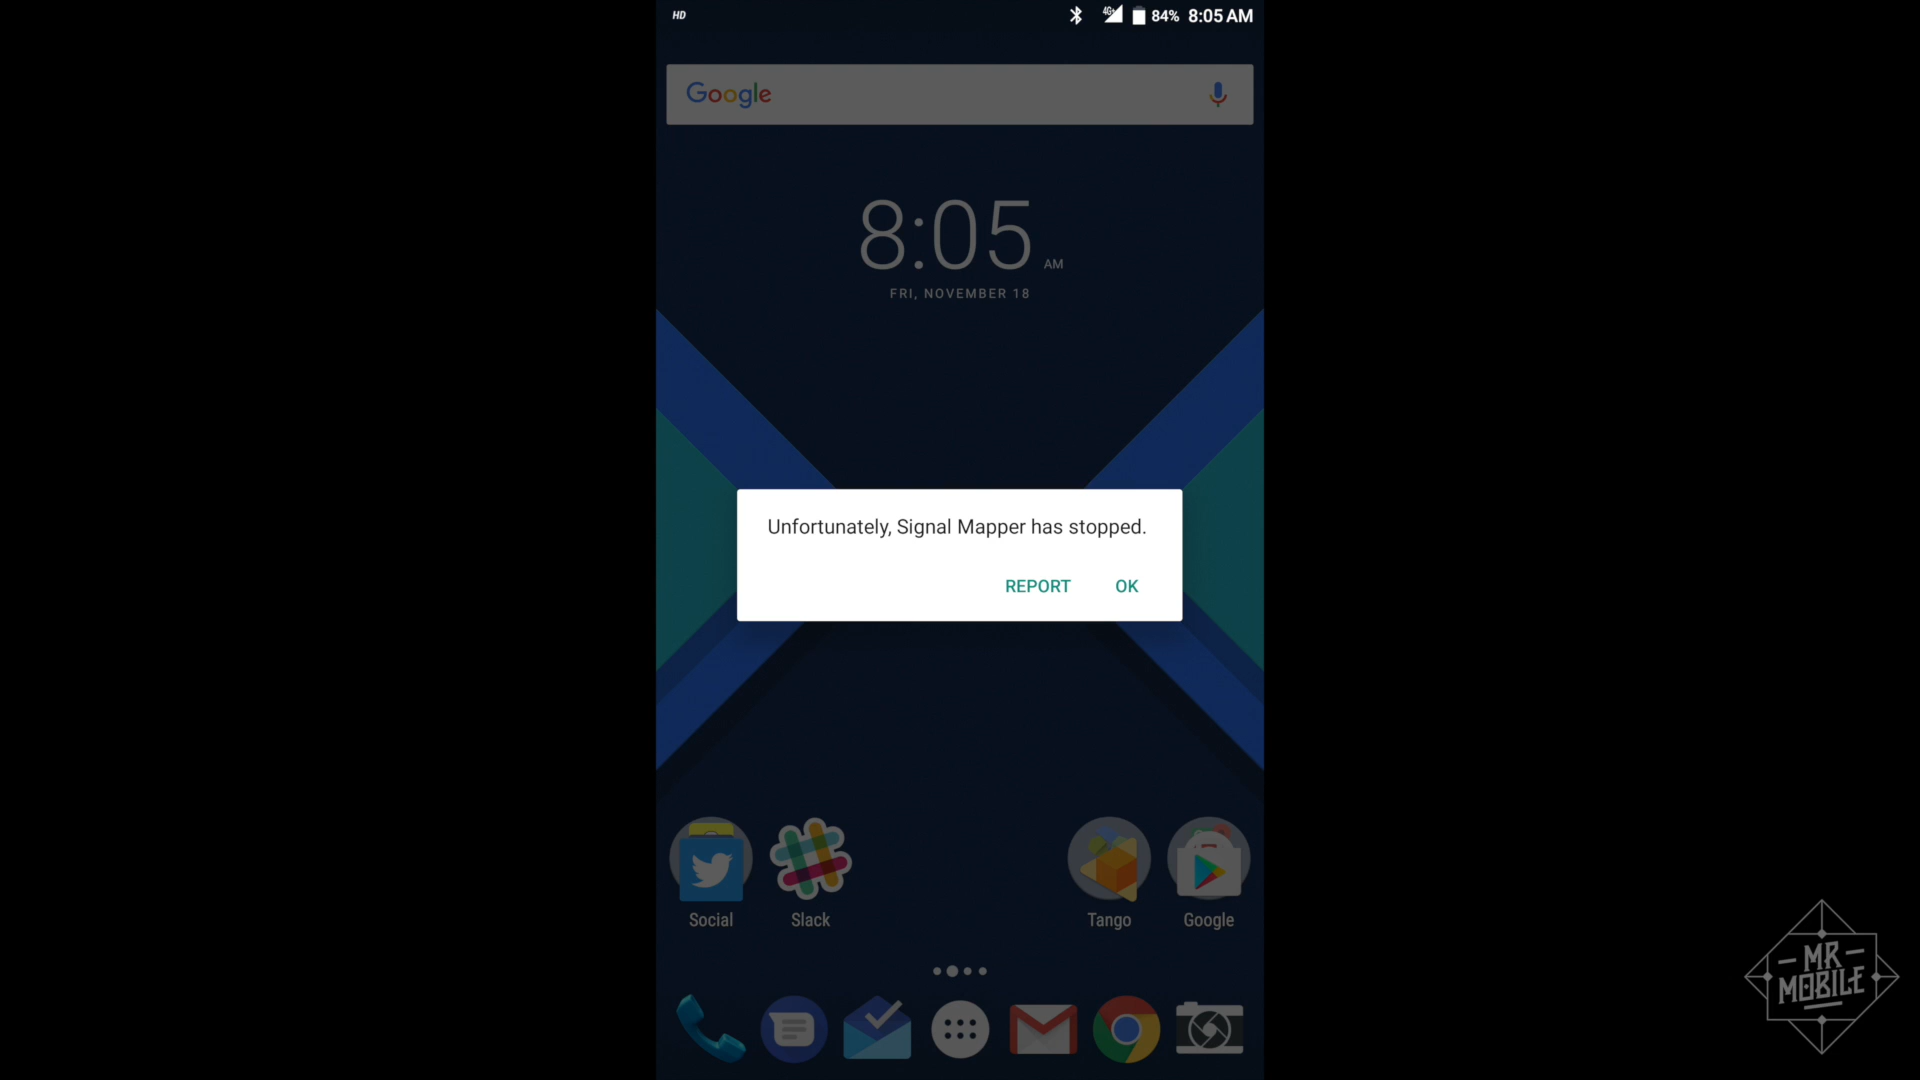 HD
4G+ 84% 8:05 AM
Google
8:05 AM
FRI, NOVEMBER 18
Unfortunately, Signal Mapper has stopped.
REPORT OK
Social Slack Tango Google
MR
MOBILE